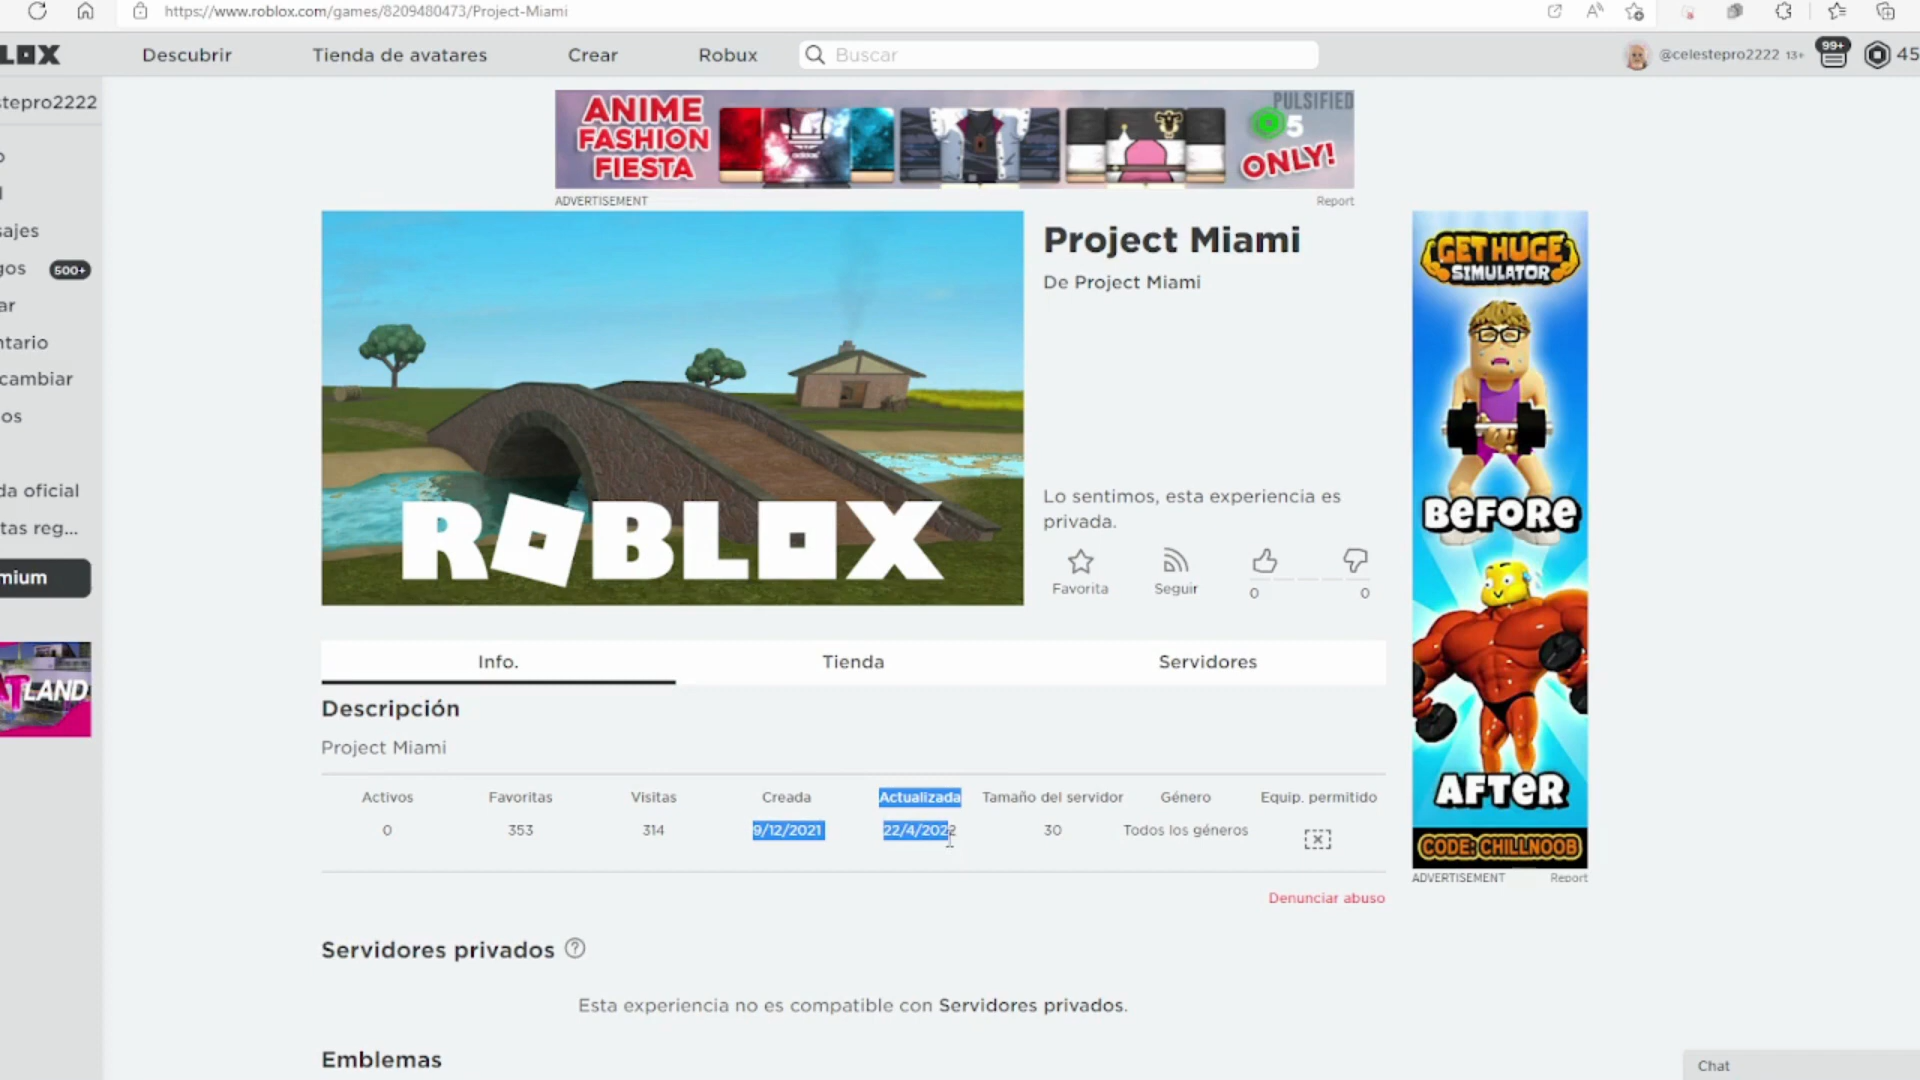 https://www.roblox.com/games/8209480473/Project-Miami
LOX
Descubrir
Tienda de avatares
Crear
Robux
Buscar
@celestepro2222 13+
99+
45
stepro2222
o
l
sajes
gos 500+
ar
ntario
cambiar
os
da oficial
tas reg...
mium
AT LAND
ANIME
FASHION
FIESTA
adidas
PULSIFIED
5
ONLY!
ADVERTISEMENT
Report
ROBLOX
Project Miami
De Project Miami
Lo sentimos, esta experiencia es
privada.
Favorita
Seguir
0
0
GET HUGE
SIMULATOR
BEFORE
AFTER
CODE: CHILLNOOB
ADVERTISEMENT
Report
Info.
Tienda
Servidores
Descripción
Project Miami
Activos Favoritas Visitas Creada Actualizada Tamaño del servidor Género Equip. permitido
0 353 314 9/12/2021 22/4/2022 30 Todos los géneros
Denunciar abuso
Servidores privados ?
Esta experiencia no es compatible con Servidores privados.
Emblemas
Chat